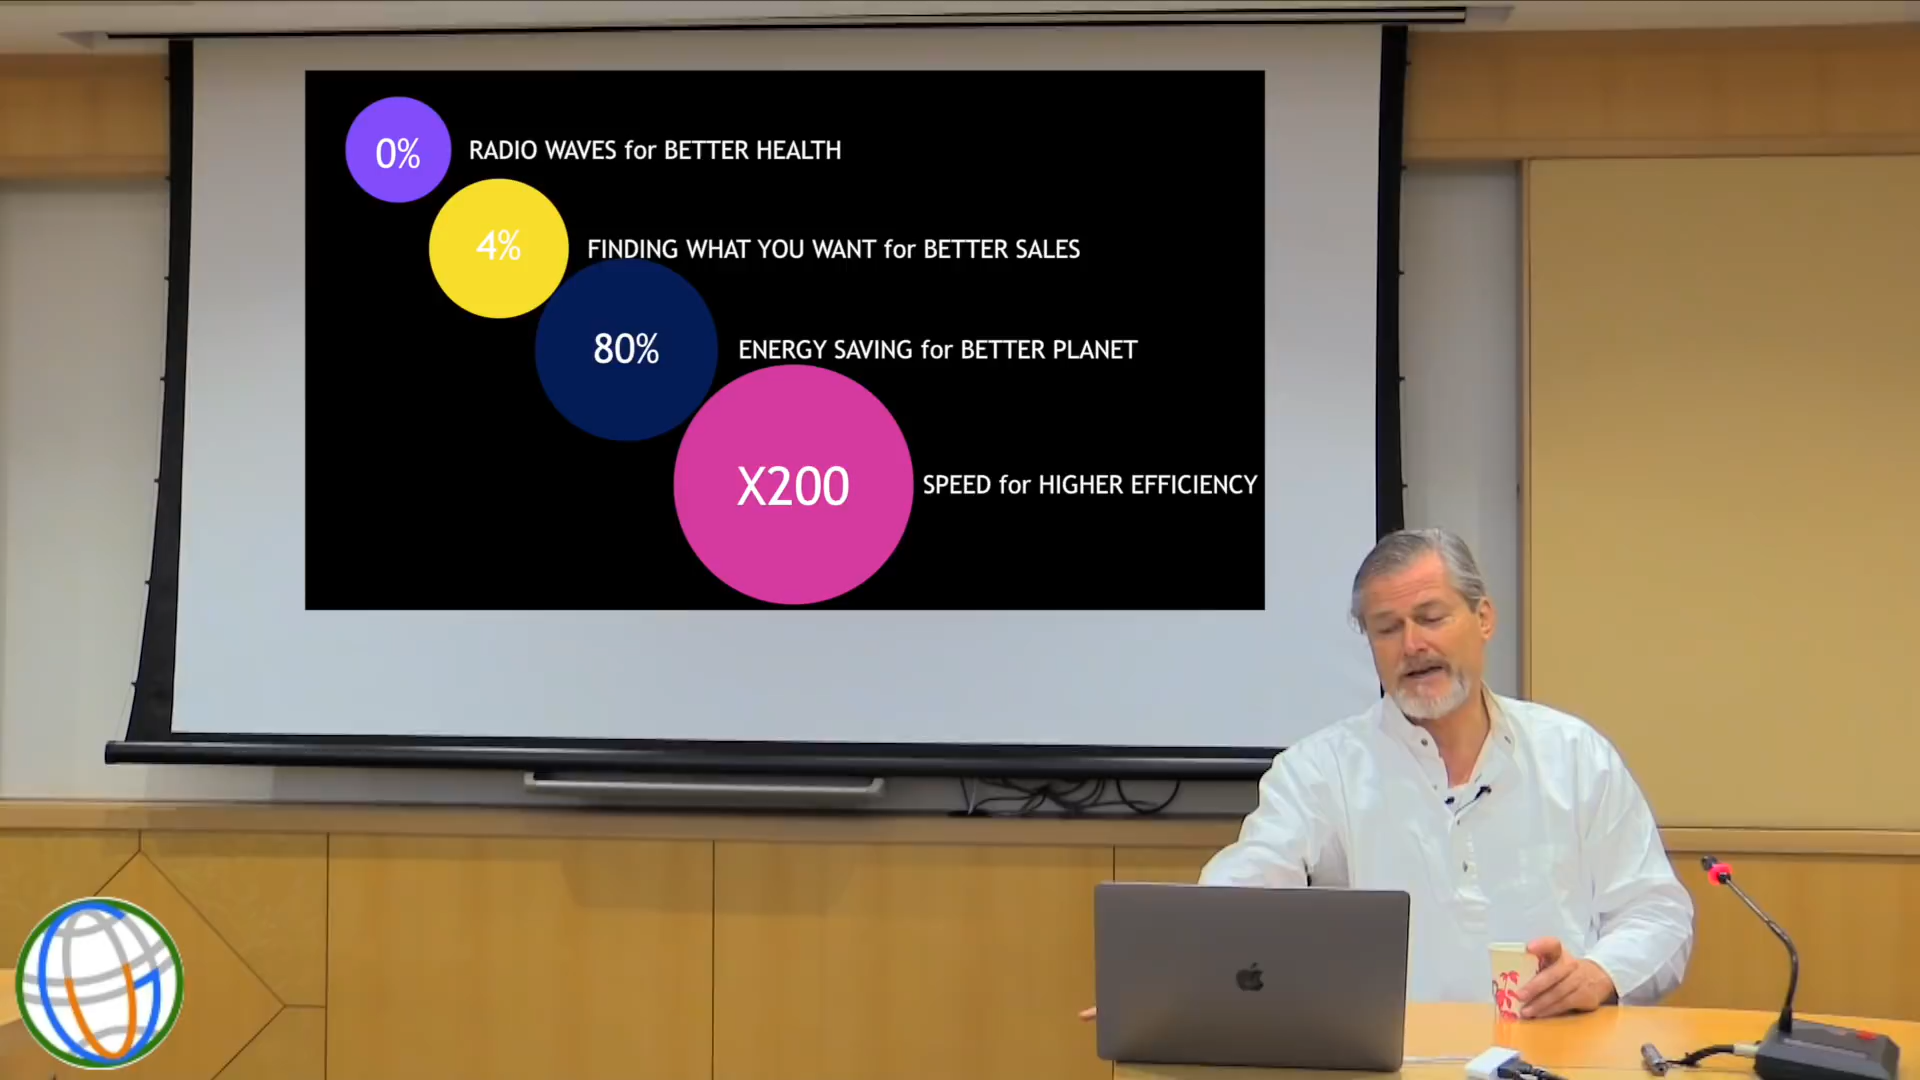 0%
RADIO WAVES for BETTER HEALTH
4%
FINDING WHAT YOU WANT for BETTER SALES
80%
ENERGY SAVING for BETTER PLANET
X200
SPEED for HIGHER EFFICIENCY